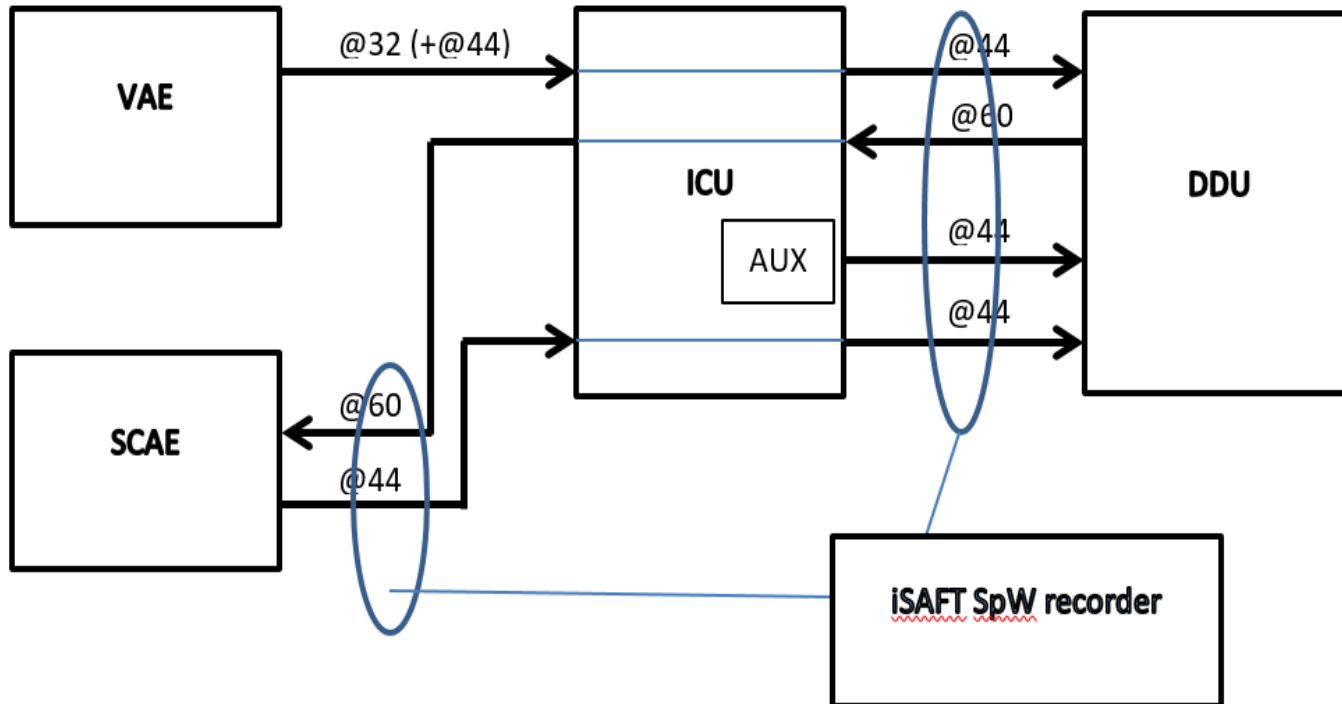 @32 (+@44)
@44
VAE
@60
ICU
DDU
@44
AUX
@44
@60
SCAE
@44
iSAFT SpW recorder